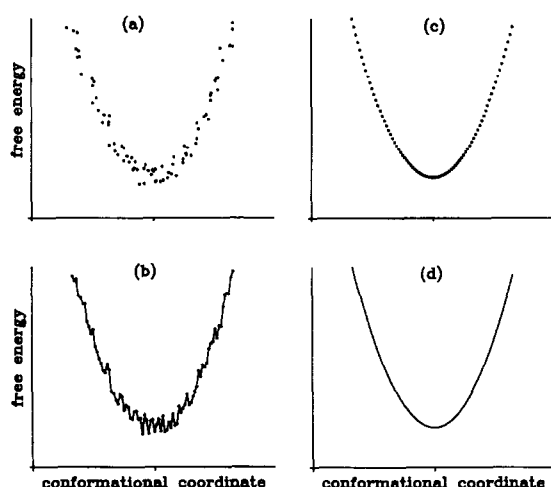 (a)
(c)
free energy
(b)
(d)
free energy
conformational coordinate
conformational coordinate